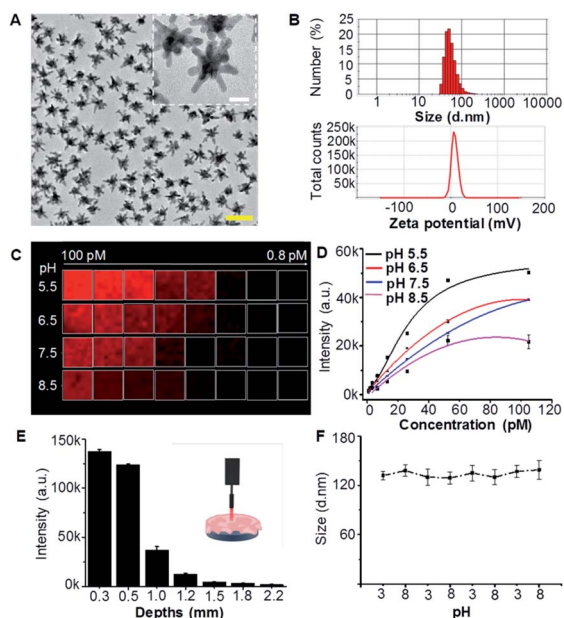 A
B
Number (%)
25
20
15
10
5
0
1 10 100 1000 10000
Size (d.nm)
Total counts
250k
200k
150k
100k
50k
-100 0 100 200
Zeta potential (mV)
C
100 pM 0.8 pM
pH
5.5
6.5
7.5
8.5
D
pH 5.5
pH 6.5
pH 7.5
pH 8.5
Intensity (a.u.)
60k
40k
20k
0k
0 20 40 60 80 100 120
Concentration (pM)
E
Intensity (a.u.)
150k
100k
50k
0k
0.3 0.5 1.0 1.2 1.5 1.8 2.2
Depths (mm)
F
Size (d.nm)
180
120
60
0
3 8 3 8 3 8 3 8
pH